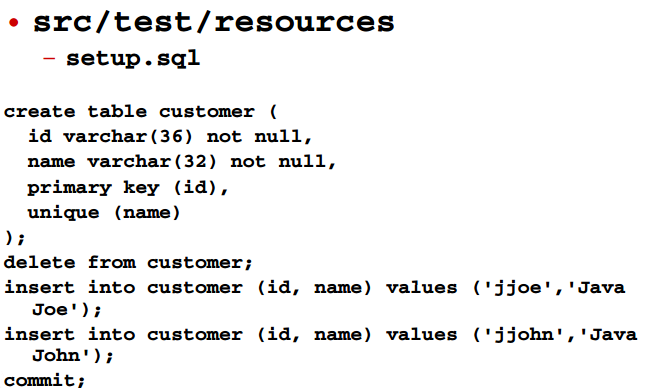 • src/test/resources
– setup.sql
create table customer (
id varchar(36) not null,
name varchar(32) not null,
primary key (id),
unique (name)
);
delete from customer;
insert into customer (id, name) values ('jjoe','Java
Joe');
insert into customer (id, name) values ('jjohn','Java
John');
commit;